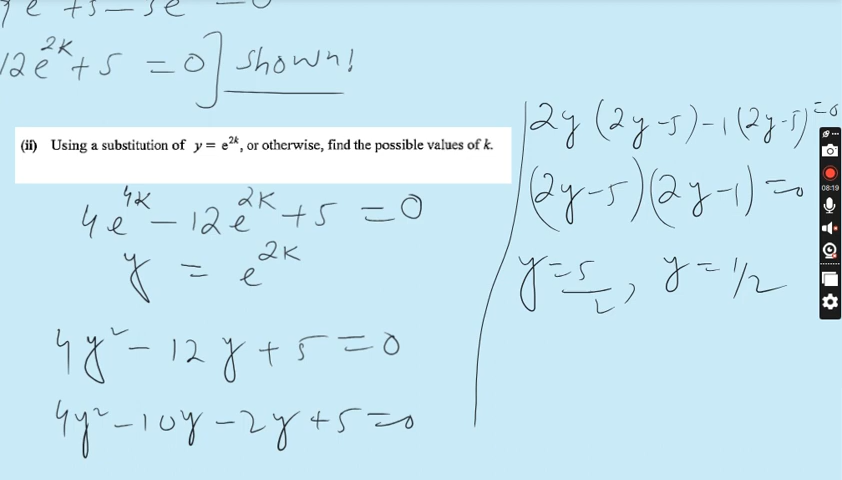 12e^{2K} + 5 = 0] shown!
(ii) Using a substitution of y = e^{2k}, or otherwise, find the possible values of k.
4e^{4K} - 12e^{2K} + 5 = 0
y = e^{2K}
4y² - 12y + 5 = 0
4y² - 10y - 2y + 5 = 0
2y(2y-5)-1(2y-5)=0
(2y-5)(2y-1)=0
y=5/2, y=1/2
08:19